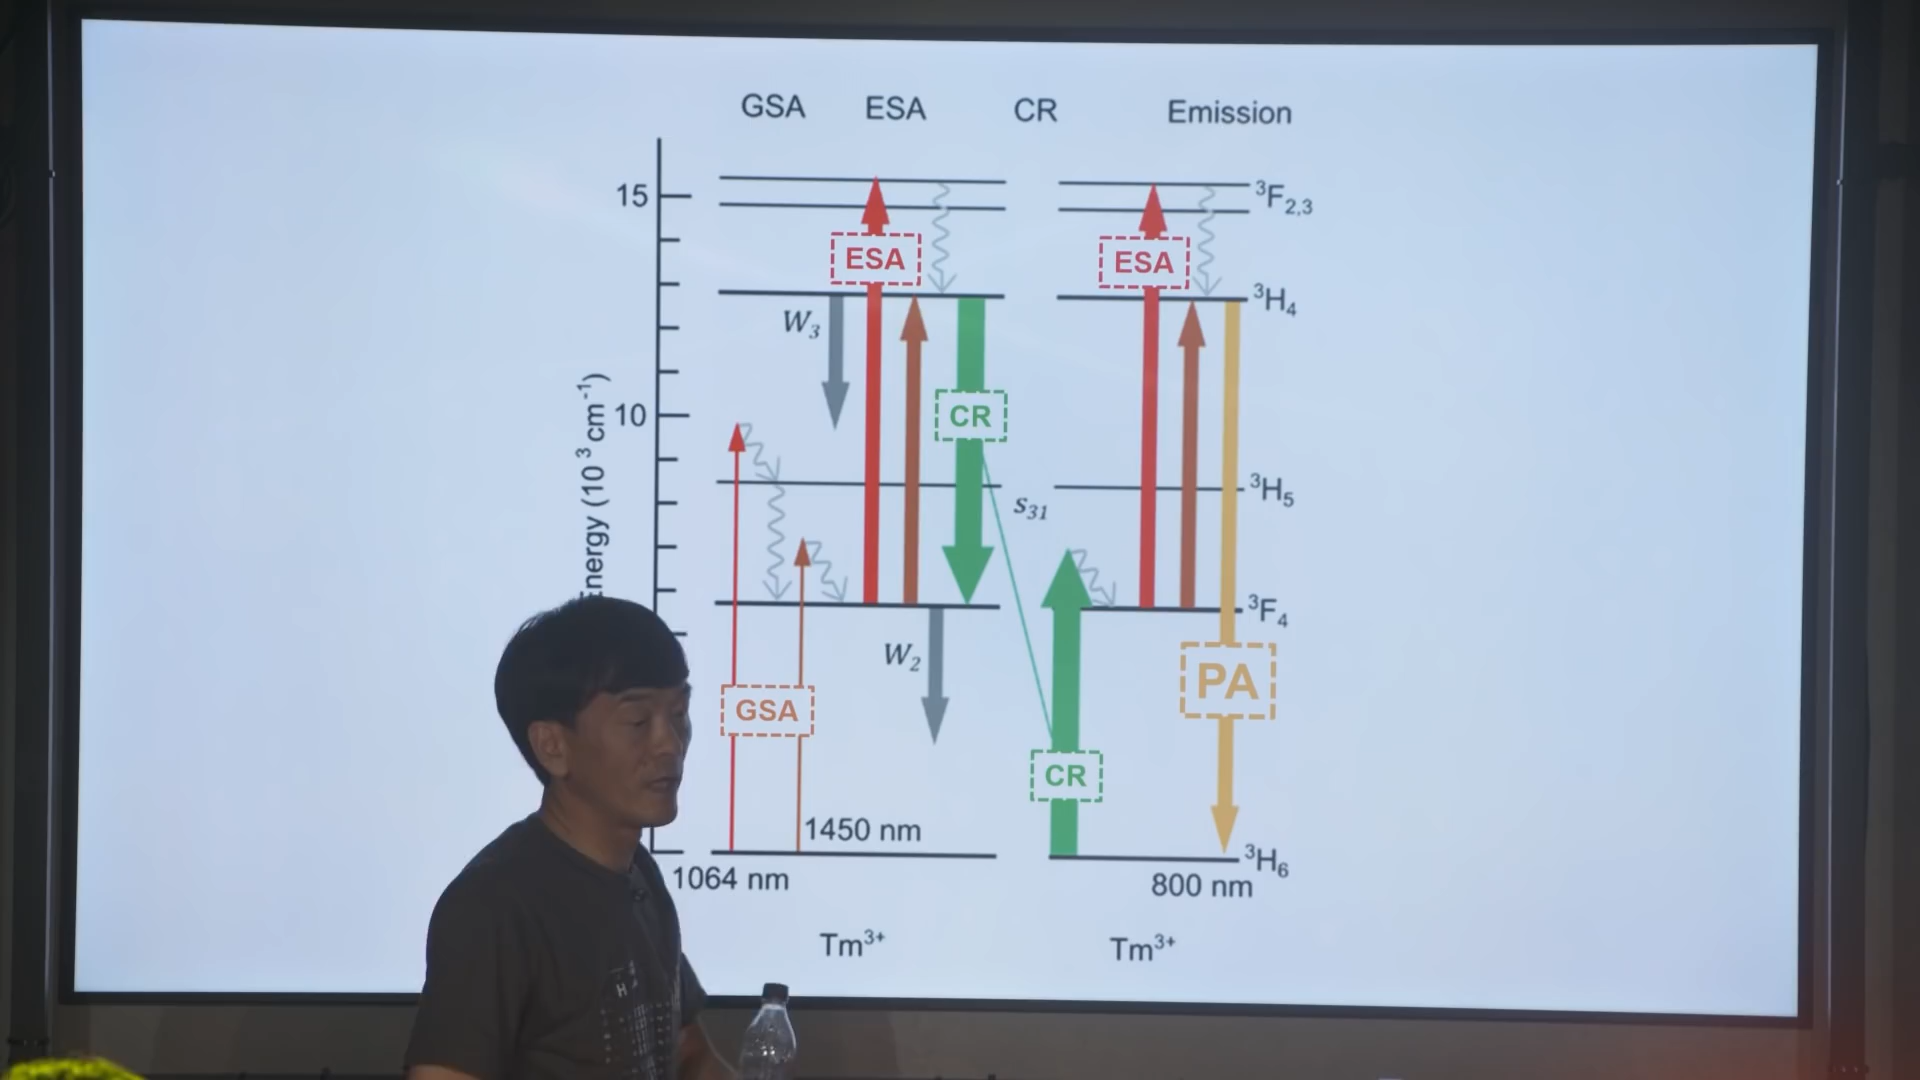 GSA ESA CR Emission
15
³F₂,₃
ESA
ESA
³H₄
W₃
10
CR
Energy (10³ cm⁻¹)
³H₅
s₃₁
³F₄
W₂
PA
GSA
CR
1450 nm
³H₆
1064 nm
800 nm
Tm³⁺
Tm³⁺
H